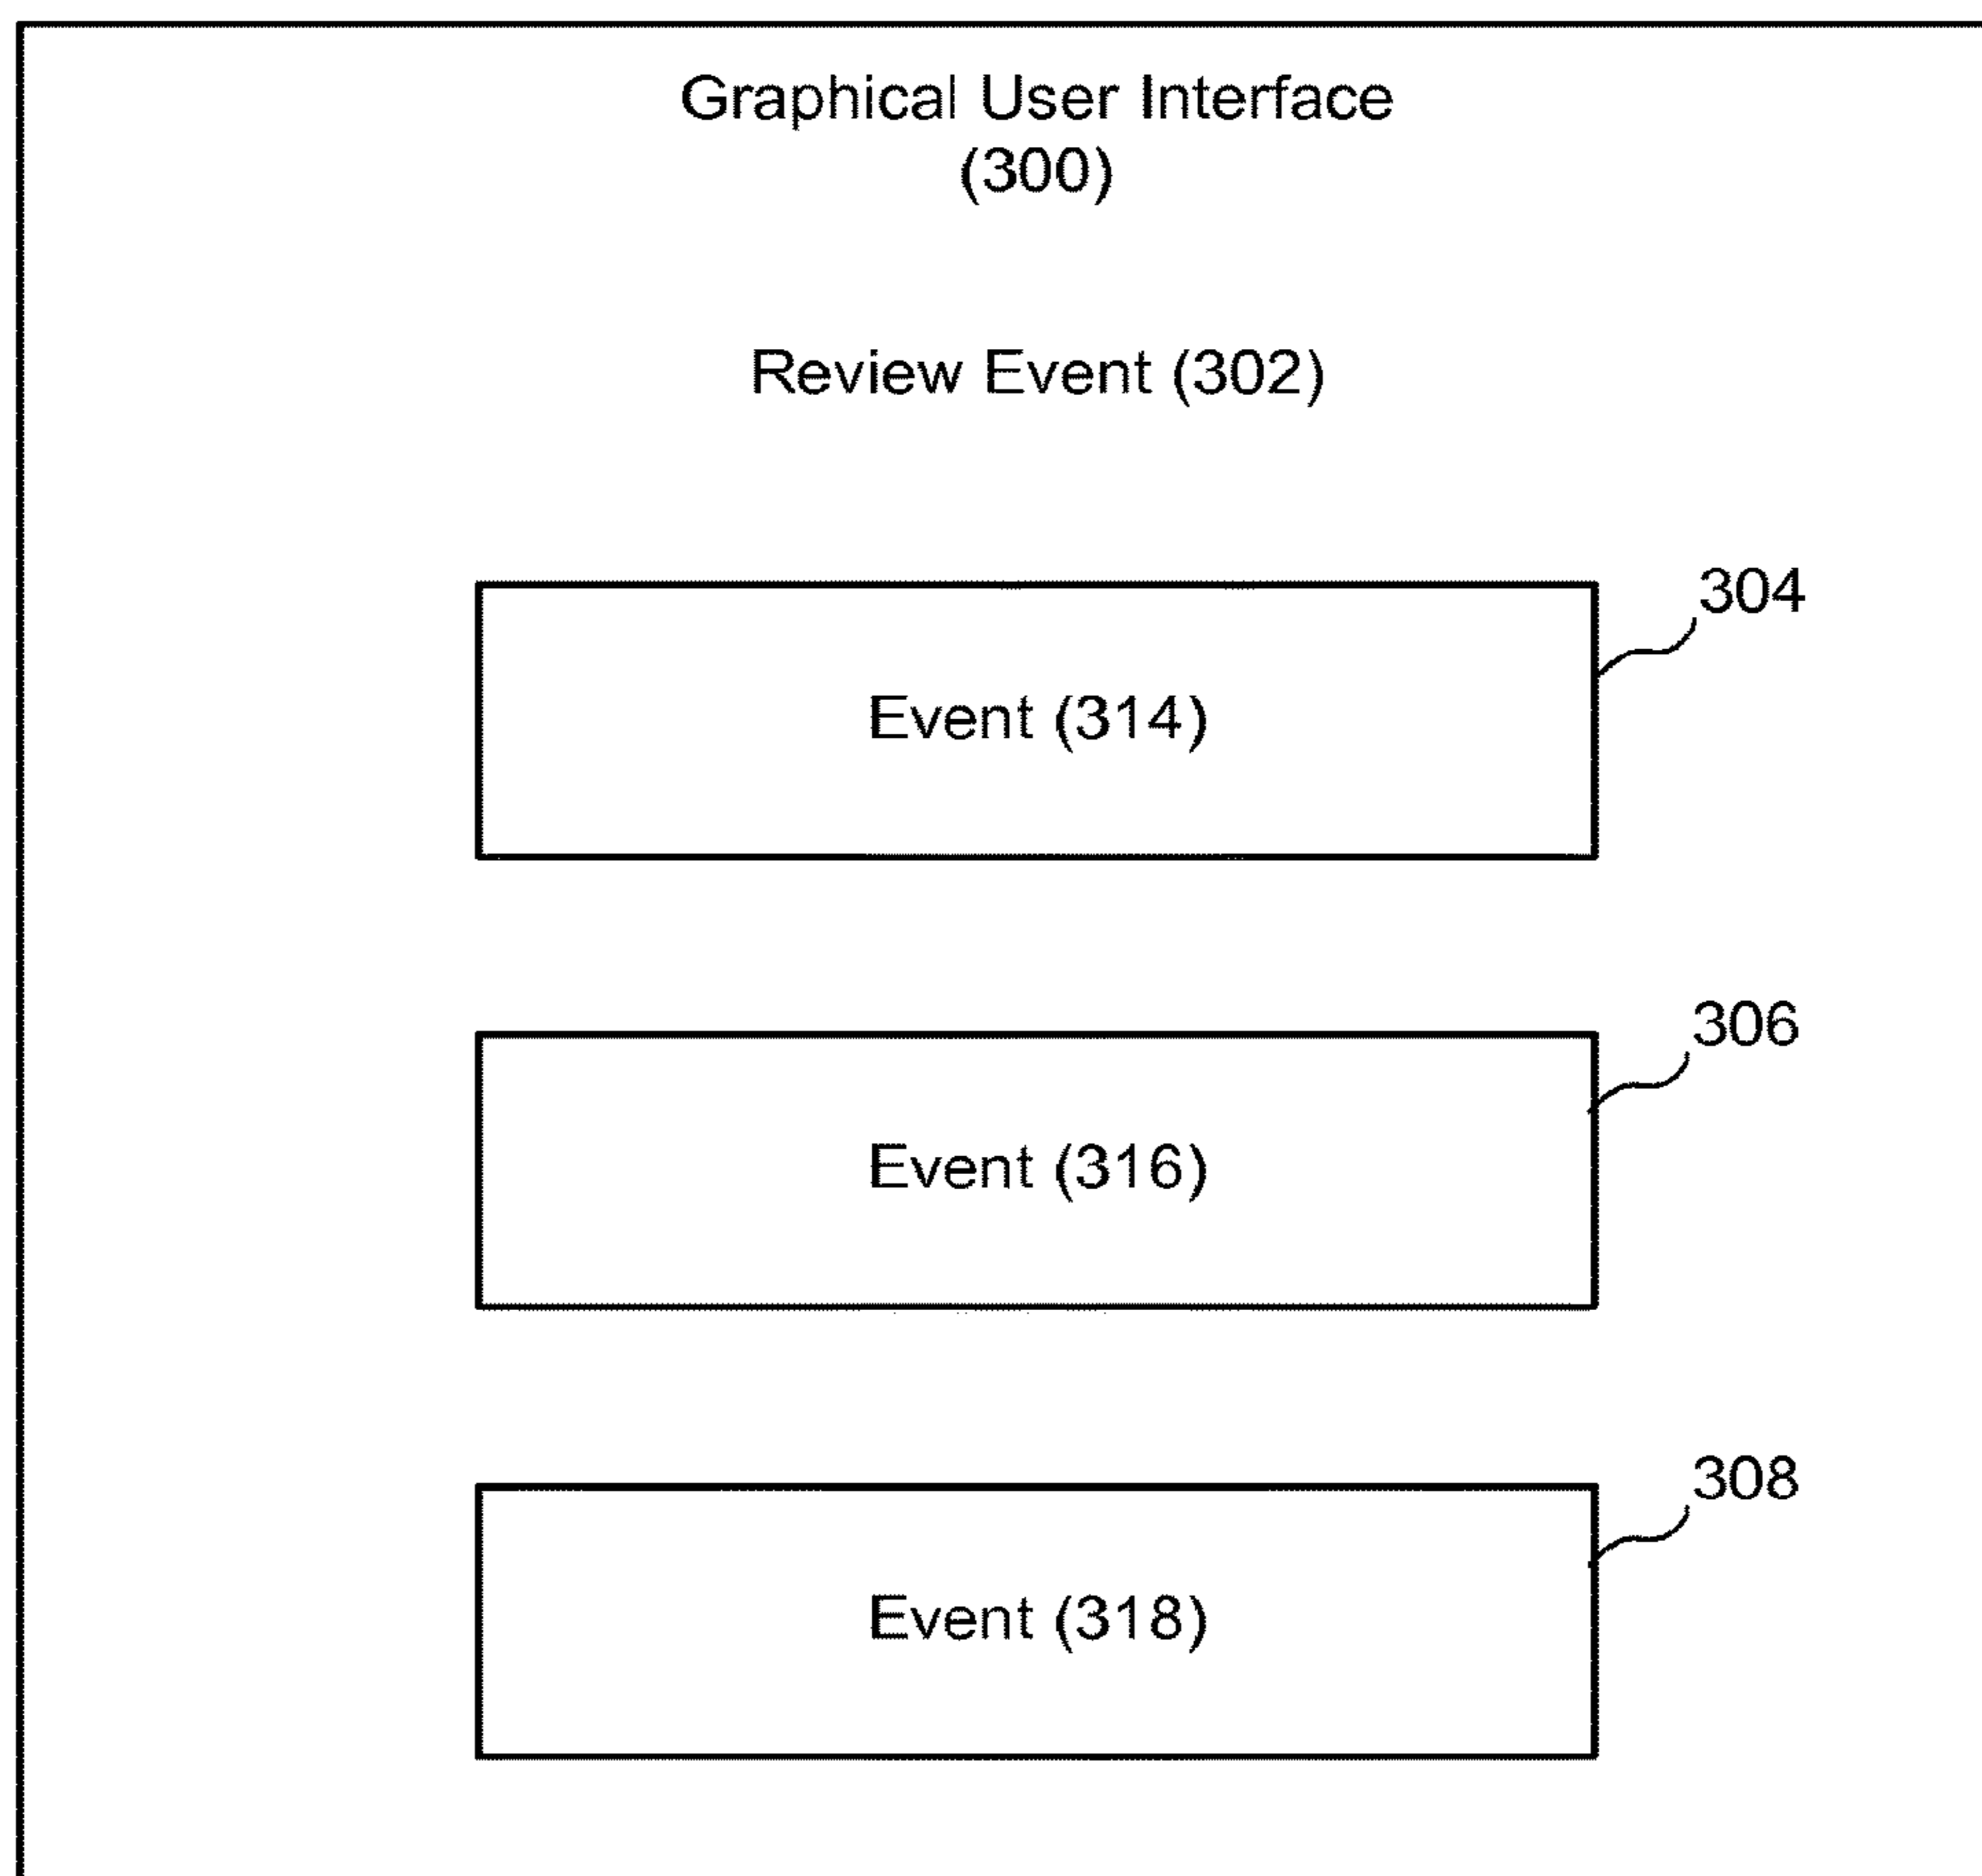 Graphical User Interface
(300)
Review Event (302)
304
Event (314)
306
Event (316)
308
Event (318)